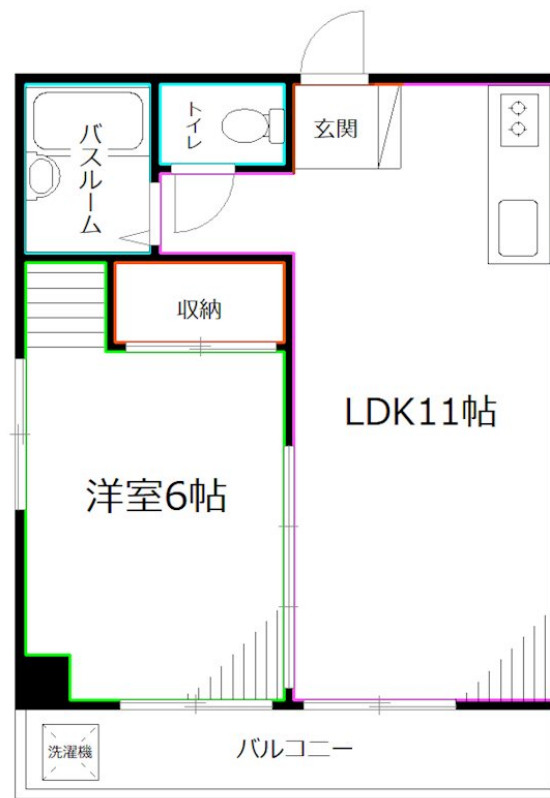 バスルーム
トイレ
玄関
収納
LDK11帖
洋室6帖
洗濯機
バルコニー